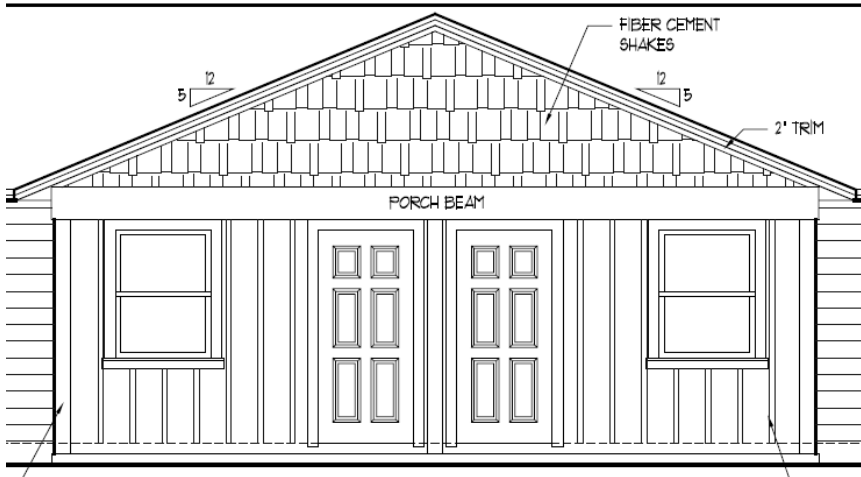 FIBER CEMENT
SHAKES
12
5
12
5
2" TRIM
PORCH BEAM